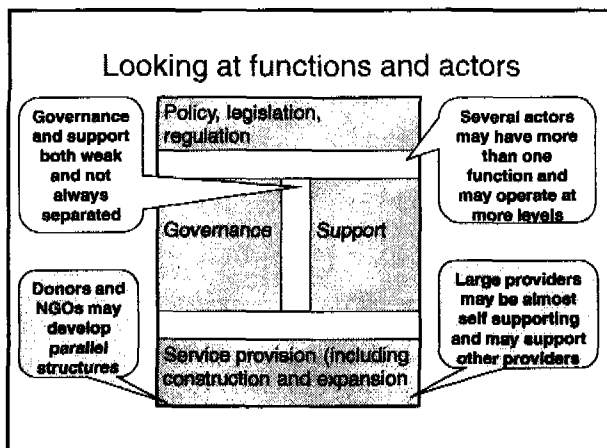 Looking at functions and actors
Governance
and support
both weak
and not
always
separated
Policy, legislation,
regulation
Several actors
may have more
than one
function and
may operate at
more levels
Governance
Support
Donors and
NGOs may
develop
parallel
structures
Large providers
may be almost
self supporting
and may support
other providers
Service provision (including
construction and expansion